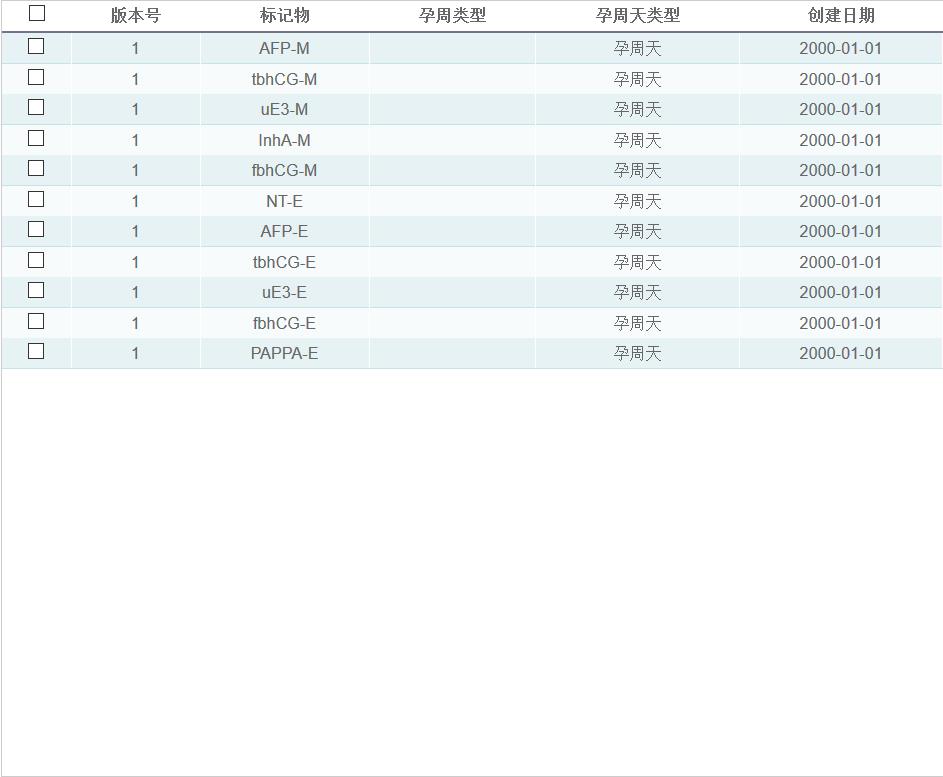 版本号 标记物 孕周类型 孕周天类型 创建日期
1 AFP-M 孕周天 2000-01-01
1 tbhCG-M 孕周天 2000-01-01
1 uE3-M 孕周天 2000-01-01
1 InhA-M 孕周天 2000-01-01
1 fbhCG-M 孕周天 2000-01-01
1 NT-E 孕周天 2000-01-01
1 AFP-E 孕周天 2000-01-01
1 tbhCG-E 孕周天 2000-01-01
1 uE3-E 孕周天 2000-01-01
1 fbhCG-E 孕周天 2000-01-01
1 PAPPA-E 孕周天 2000-01-01